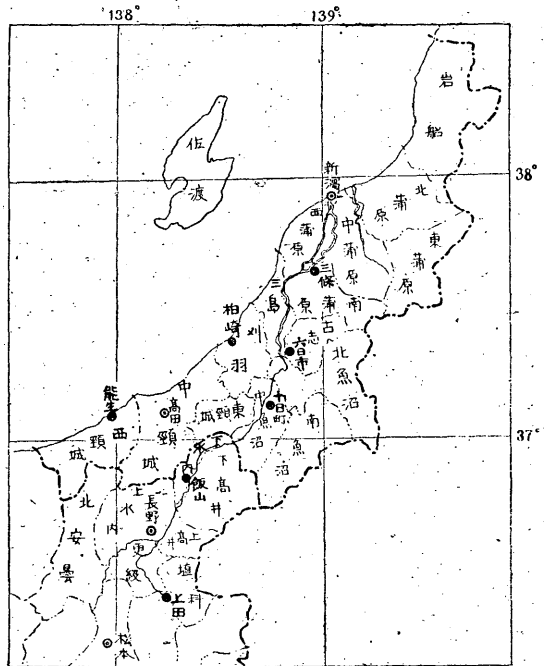 138°
139°
38°
37°
岩船
佐渡
新潟
北蒲原
東蒲原
西蒲原
中蒲原
三條
南蒲原
三島
古志
柏崎
刈羽
六日市
北魚沼
能生
高田
中頸城
東頸城
十日町
中魚沼
南魚沼
西頸城
下水内
飯山
下高井
北安曇
上水内
長野
上高井
更級
埴科
上田
松本